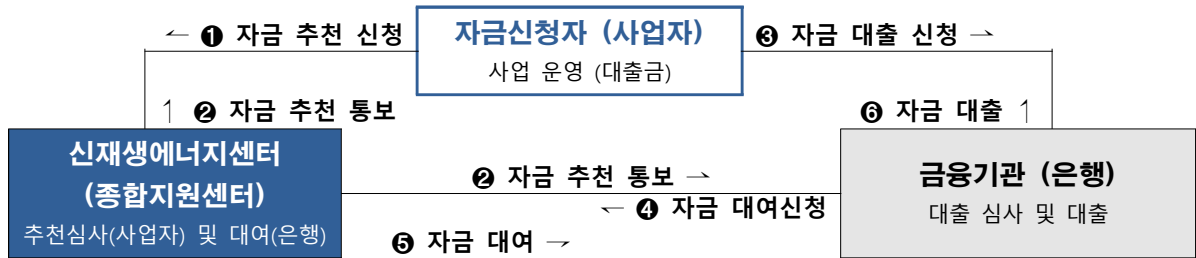 ← ❶ 자금 추천 신청
자금신청자 (사업자)
사업 운영 (대출금)
❸ 자금 대출 신청 →
↑ ❷ 자금 추천 통보
❻ 자금 대출 ↑
신재생에너지센터
(종합지원센터)
추천심사(사업자) 및 대여(은행)
❷ 자금 추천 통보 →
← ❹ 자금 대여신청
❺ 자금 대여 →
금융기관 (은행)
대출 심사 및 대출